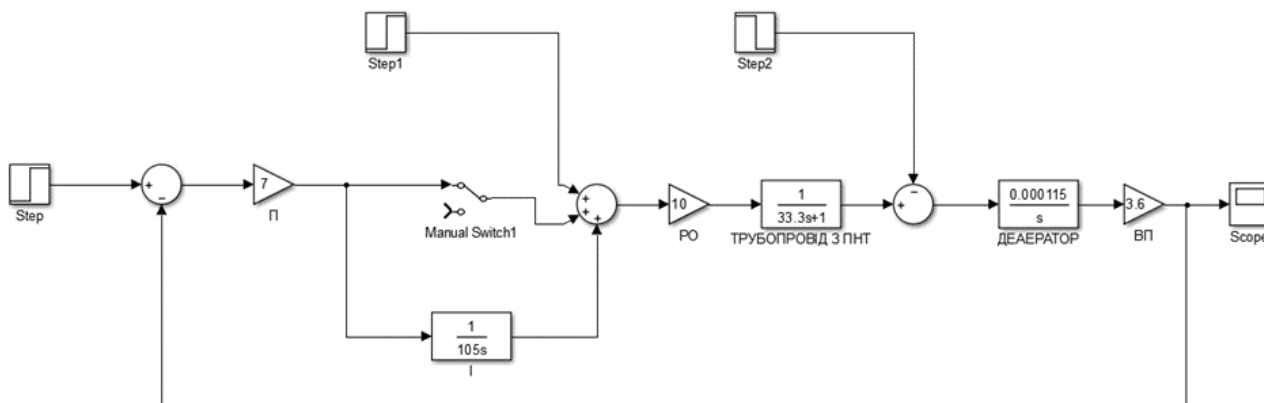 Step1
Step2
+
−
Step
7
П
Manual Switch1
+
+
+
10
РО
1
33.3s+1
ТРУБОПРОВІД З ПНТ
−
+
0.000115
s
ДЕАЕРАТОР
3.6
ВП
Scope
1
105s
І